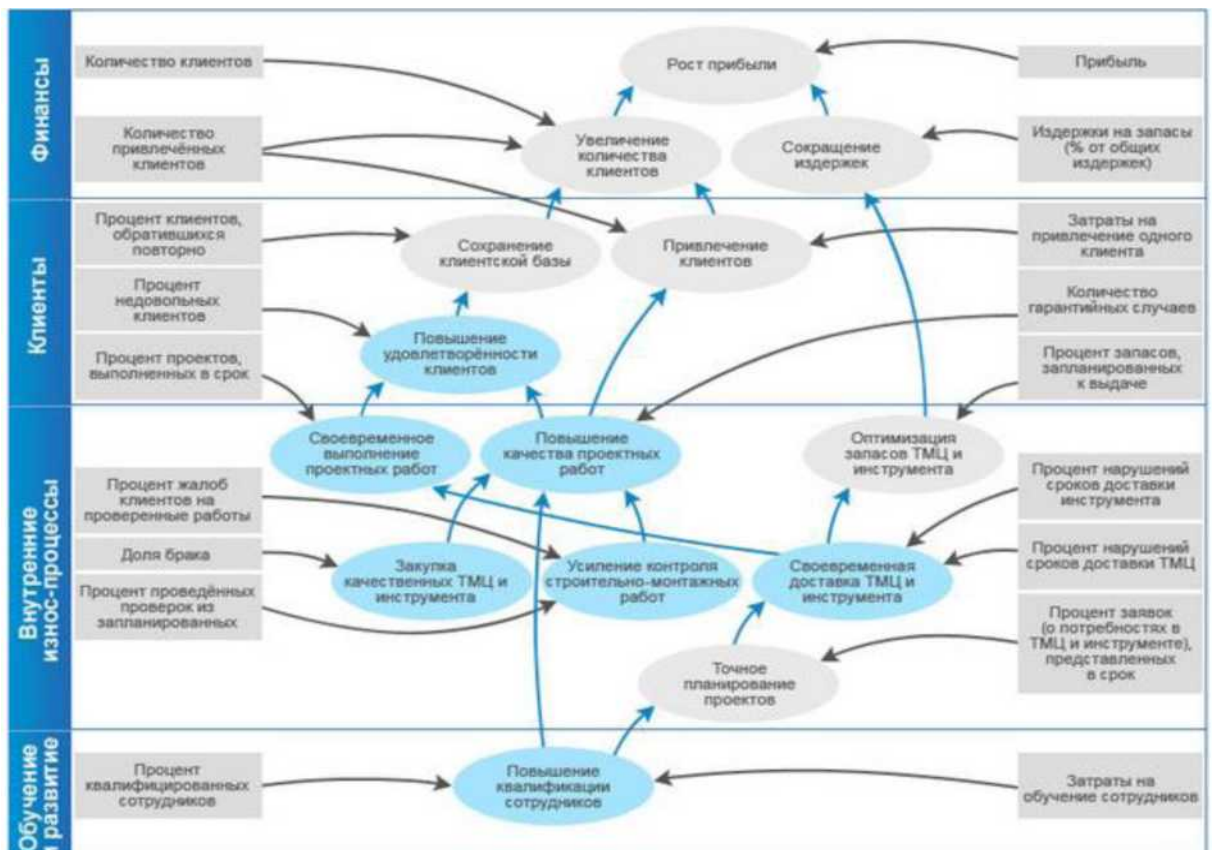 Финансы
Количество клиентов
Количество
привлечённых
клиентов
Рост прибыли
Увеличение
количества
клиентов
Сокращение
издержек
Прибыль
Издержки на запасы
(% от общих
издержек)
Клиенты
Процент клиентов,
обратившихся
повторно
Процент
недовольных
клиентов
Процент проектов,
выполненных в срок
Сохранение
клиентской базы
Привлечение
клиентов
Повышение
удовлетворённости
клиентов
Затраты на
привлечение одного
клиента
Количество
гарантийных случаев
Процент запасов,
запланированных
к выдаче
Внутренние
износ-процессы
Процент жалоб
клиентов на
проверенные работы
Доля брака
Процент проведённых
проверок из
запланированных
Своевременное
выполнение
проектных работ
Повышение
качества проектных
работ
Оптимизация
запасов ТМЦ и
инструмента
Закупка
качественных ТМЦ и
инструмента
Усиление контроля
строительно-монтажных
работ
Своевременная
доставка ТМЦ и
инструмента
Точное
планирование
проектов
Процент нарушений
сроков доставки
инструмента
Процент нарушений
сроков доставки ТМЦ
Процент заявок
(о потребностях в
ТМЦ и инструменте),
представленных
в срок
Обучение
и развитие
Процент
квалифицированных
сотрудников
Повышение
квалификации
сотрудников
Затраты на
обучение сотрудников